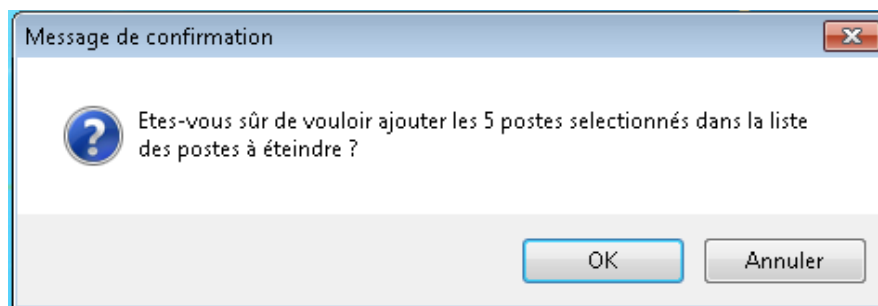 Message de confirmation
Etes-vous sûr de vouloir ajouter les 5 postes selectionnés dans la liste
des postes à éteindre ?
OK
Annuler